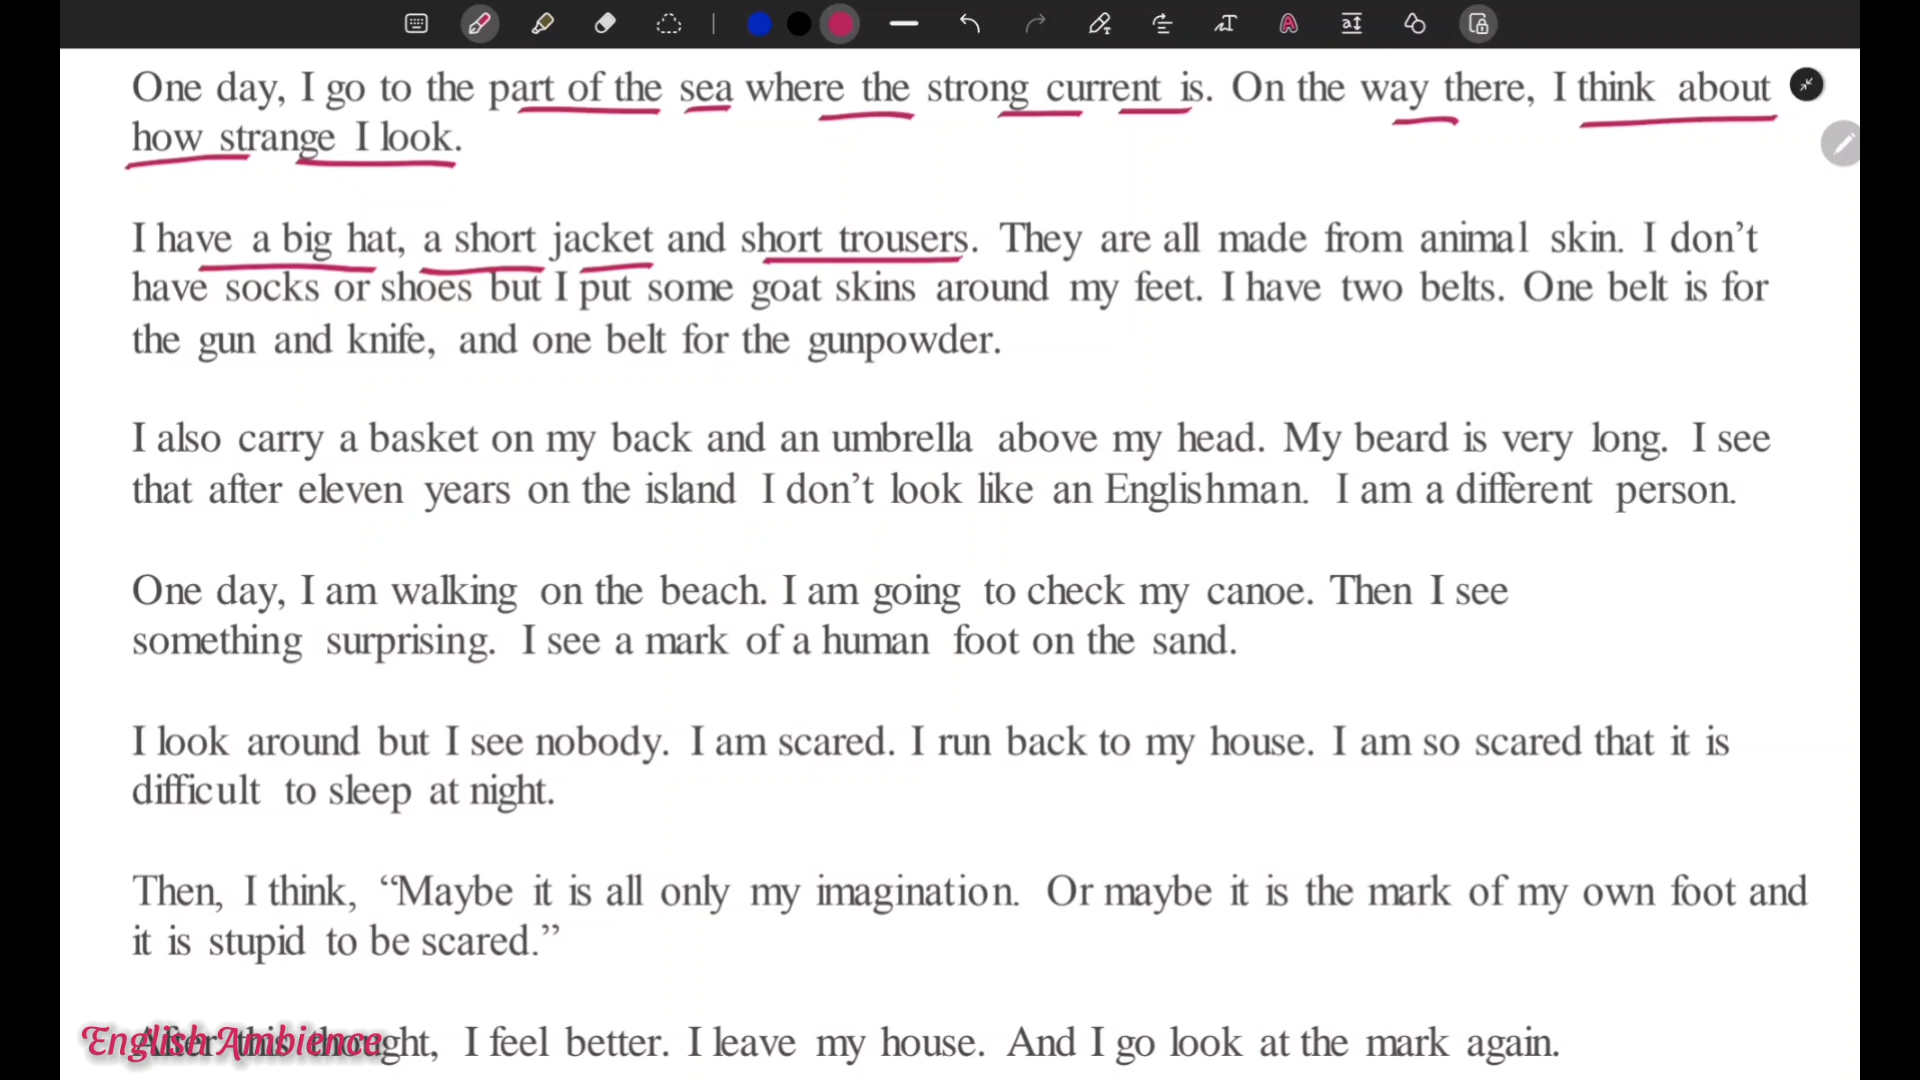 One day, I go to the part of the sea where the strong current is. On the way there, I think about
how strange I look.
I have a big hat, a short jacket and short trousers. They are all made from animal skin. I don’t
have socks or shoes but I put some goat skins around my feet. I have two belts. One belt is for
the gun and knife, and one belt for the gunpowder.
I also carry a basket on my back and an umbrella above my head. My beard is very long. I see
that after eleven years on the island I don’t look like an Englishman. I am a different person.
One day, I am walking on the beach. I am going to check my canoe. Then I see
something surprising. I see a mark of a human foot on the sand.
I look around but I see nobody. I am scared. I run back to my house. I am so scared that it is
difficult to sleep at night.
Then, I think, “Maybe it is all only my imagination. Or maybe it is the mark of my own foot and
it is stupid to be scared.”
After this thought, I feel better. I leave my house. And I go look at the mark again.
English Ambience